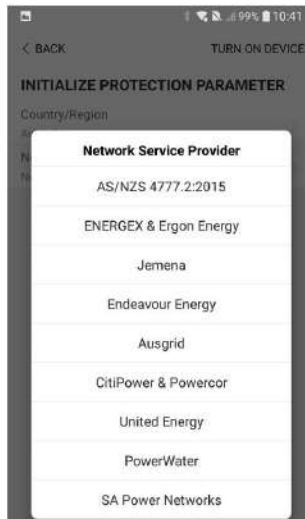 99% 10:41
< BACK
TURN ON DEVICE
INITIALIZE PROTECTION PARAMETER
Country/Region
Network Service Provider
AS/NZS 4777.2:2015
ENERGEX & Ergon Energy
Jemena
Endeavour Energy
Ausgrid
CitiPower & Powercor
United Energy
PowerWater
SA Power Networks